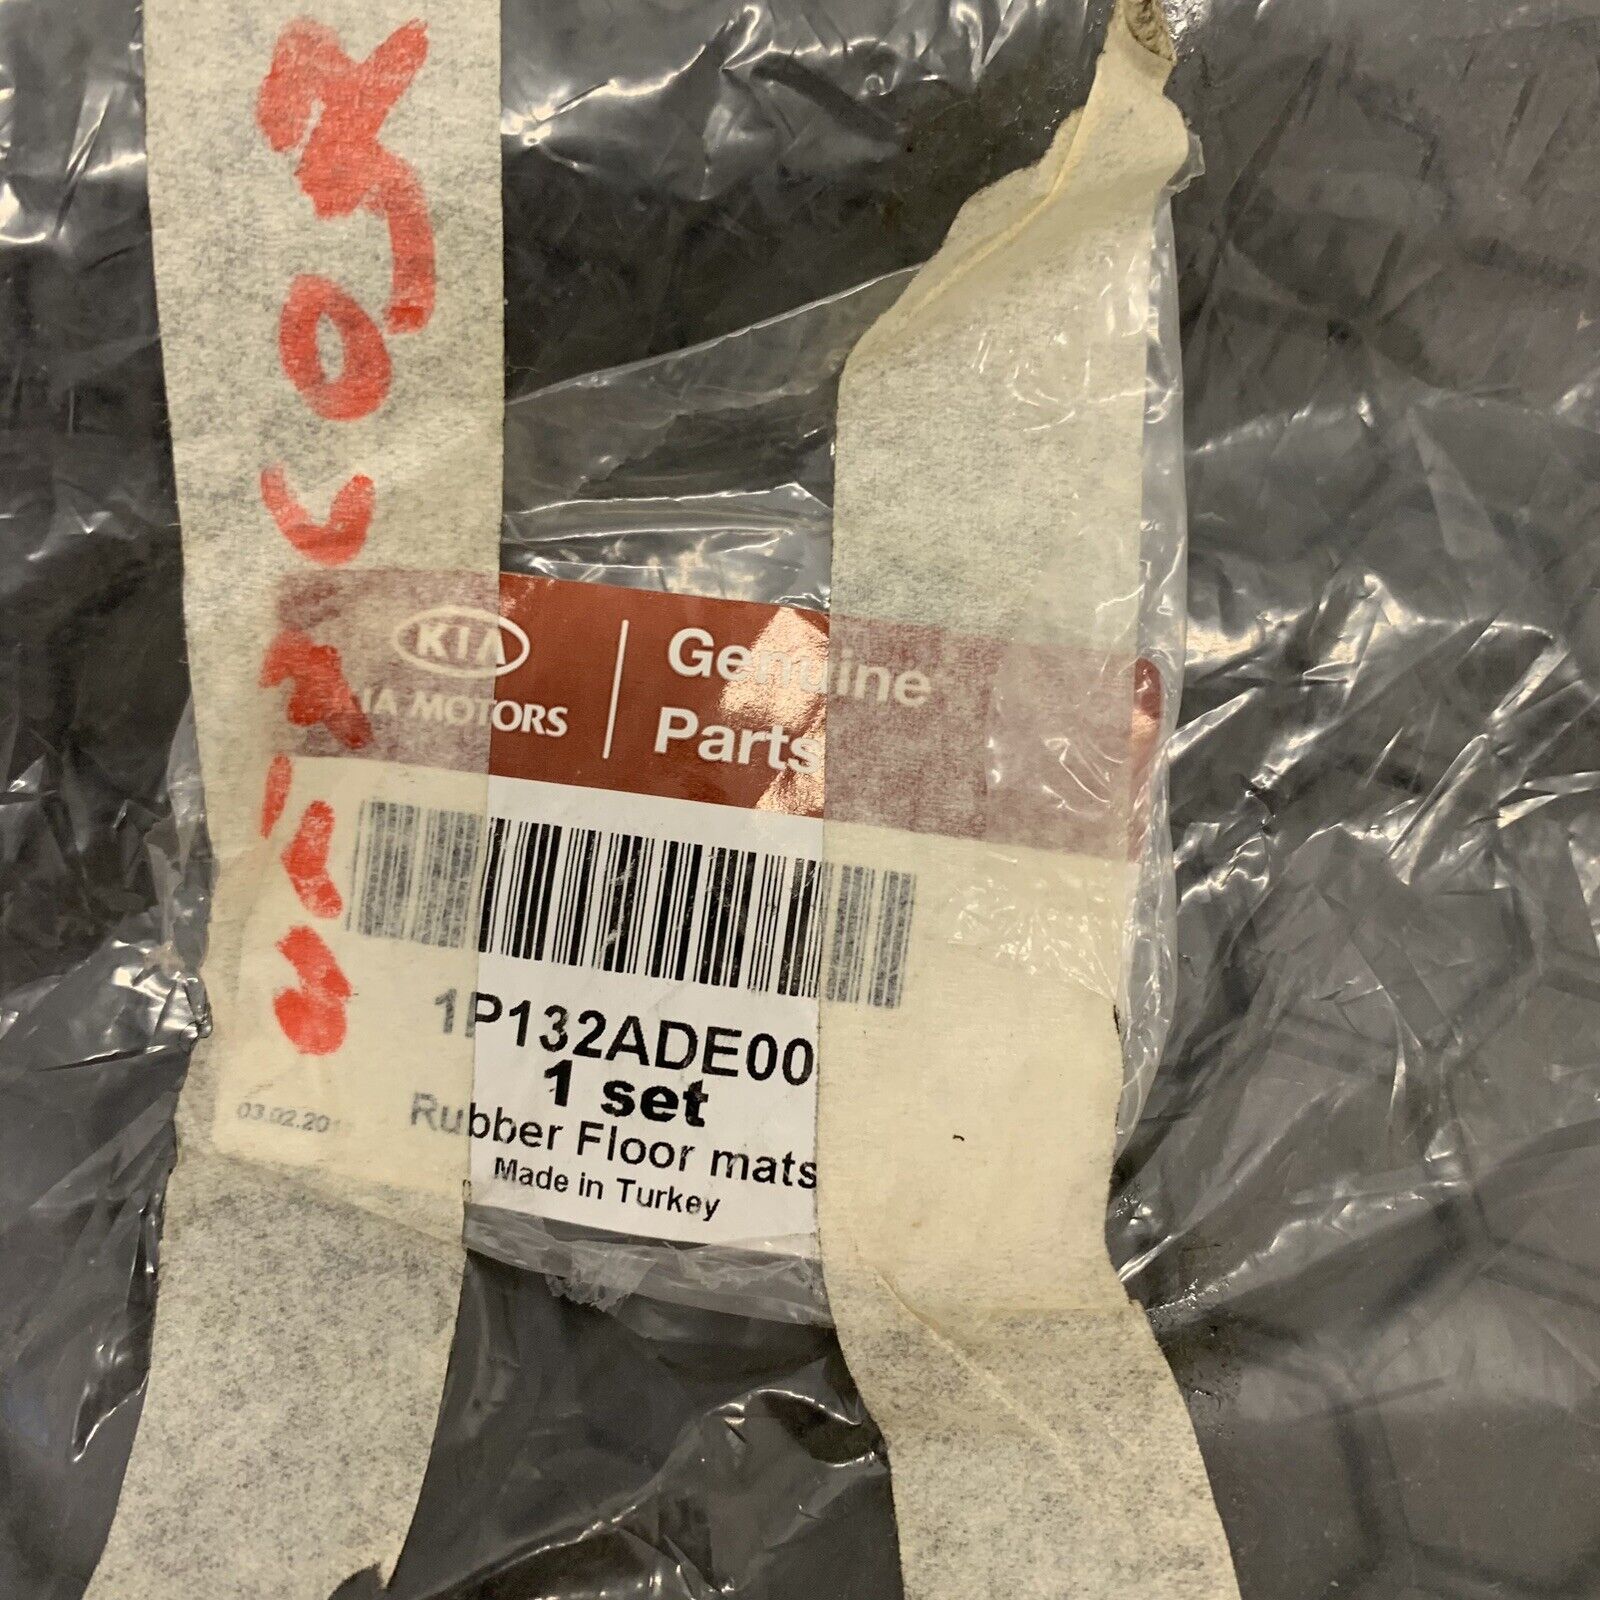 KIA
KIA MOTORS
Genuine
Parts
1P132ADE00
1 set
Rubber Floor mats
Made in Turkey